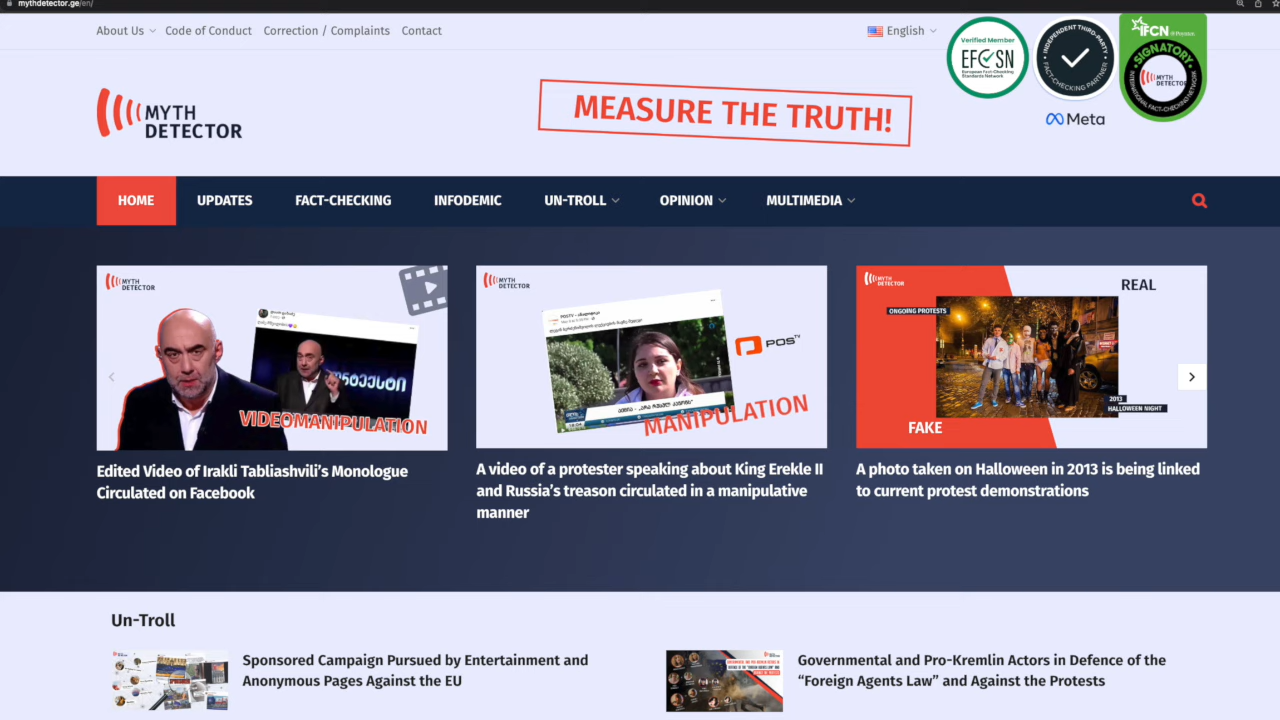 mythdetector.ge/en/
About Us
Code of Conduct
Correction / Complaints
Contact
English
Verified Member
EFCSN
European Fact-Checking
Standards Network
INDEPENDENT THIRD-PARTY
FACT-CHECKING PARTNER
Meta
IFCN @Poynter.
SIGNATORY
INTERNATIONAL FACT-CHECKING NETWORK
MYTH
DETECTOR
MYTH
DETECTOR
MEASURE THE TRUTH!
HOME
UPDATES
FACT-CHECKING
INFODEMIC
UN-TROLL
OPINION
MULTIMEDIA
MYTH
DETECTOR
VIDEOMANIPULATION
MYTH
DETECTOR
POSTV
MANIPULATION
MYTH
DETECTOR
REAL
ONGOING PROTESTS
2013
HALLOWEEN NIGHT
FAKE
Edited Video of Irakli Tabliashvili’s Monologue
Circulated on Facebook
A video of a protester speaking about King Erekle II
and Russia’s treason circulated in a manipulative
manner
A photo taken on Halloween in 2013 is being linked
to current protest demonstrations
Un-Troll
Sponsored Campaign Pursued by Entertainment and
Anonymous Pages Against the EU
Governmental and Pro-Kremlin Actors in Defence of the
“Foreign Agents Law” and Against the Protests